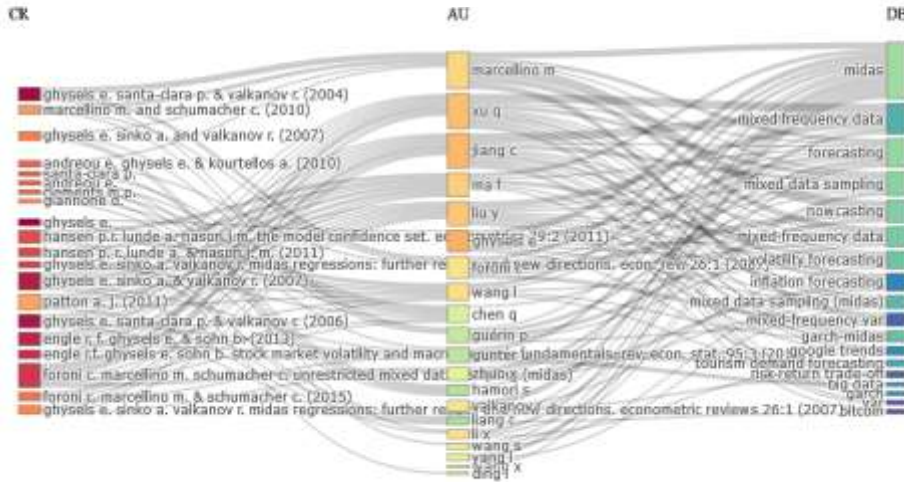 CR
AU
DE
ghysels e. santa-clara p. & valkanov r. (2004)
marcellino m. and schumacher c. (2010)
ghysels e. sinko a. and valkanov r. (2007)
andreou e. ghysels e. & kourtellos a. (2010)
santa-clara p.
andreou e.
clements m.p.
giannone d.
ghysels e.
hansen p.r. lunde a. nason j.m. the model confidence set. 79:2 (2011)
hansen p. r. lunde a. & nason j. m. (2011)
ghysels e. sinko a. valkanov r. midas regressions: further new directions. econ. rev 26:1 (2007)
ghysels e. sinko a. & valkanov r. (2007)
patton a. j. (2011)
ghysels e. santa-clara p. & valkanov r. (2006)
engle r. f. ghysels e. & sohn b. (2013)
engle r.f. ghysels e. sohn b. stock market volatility and fundamentals. rev. econ. stat. 95:3
foroni c. marcellino m. schumacher c. unrestricted mixed data (midas)
foroni c. marcellino m. & schumacher c. (2015)
ghysels e. sinko a. valkanov r. midas regressions: further new directions. econometric reviews 26:1 (2007)
marcellino m
xu q
jiang c
ma f
liu y
ghysels e
foroni c
wang l
chen q
guérin p
gunter
zhuo x
hamori s
valkanov
liang c
li x
wang s
yang l
x
ding l
midas
mixed-frequency data
forecasting
mixed data sampling
nowcasting
mixed-frequency data
volatility forecasting
inflation forecasting
mixed data sampling (midas)
mixed-frequency var
garch-midas
google trends
tourism demand forecasting
risk-return trade-off
big data
garch
var
bitcoin